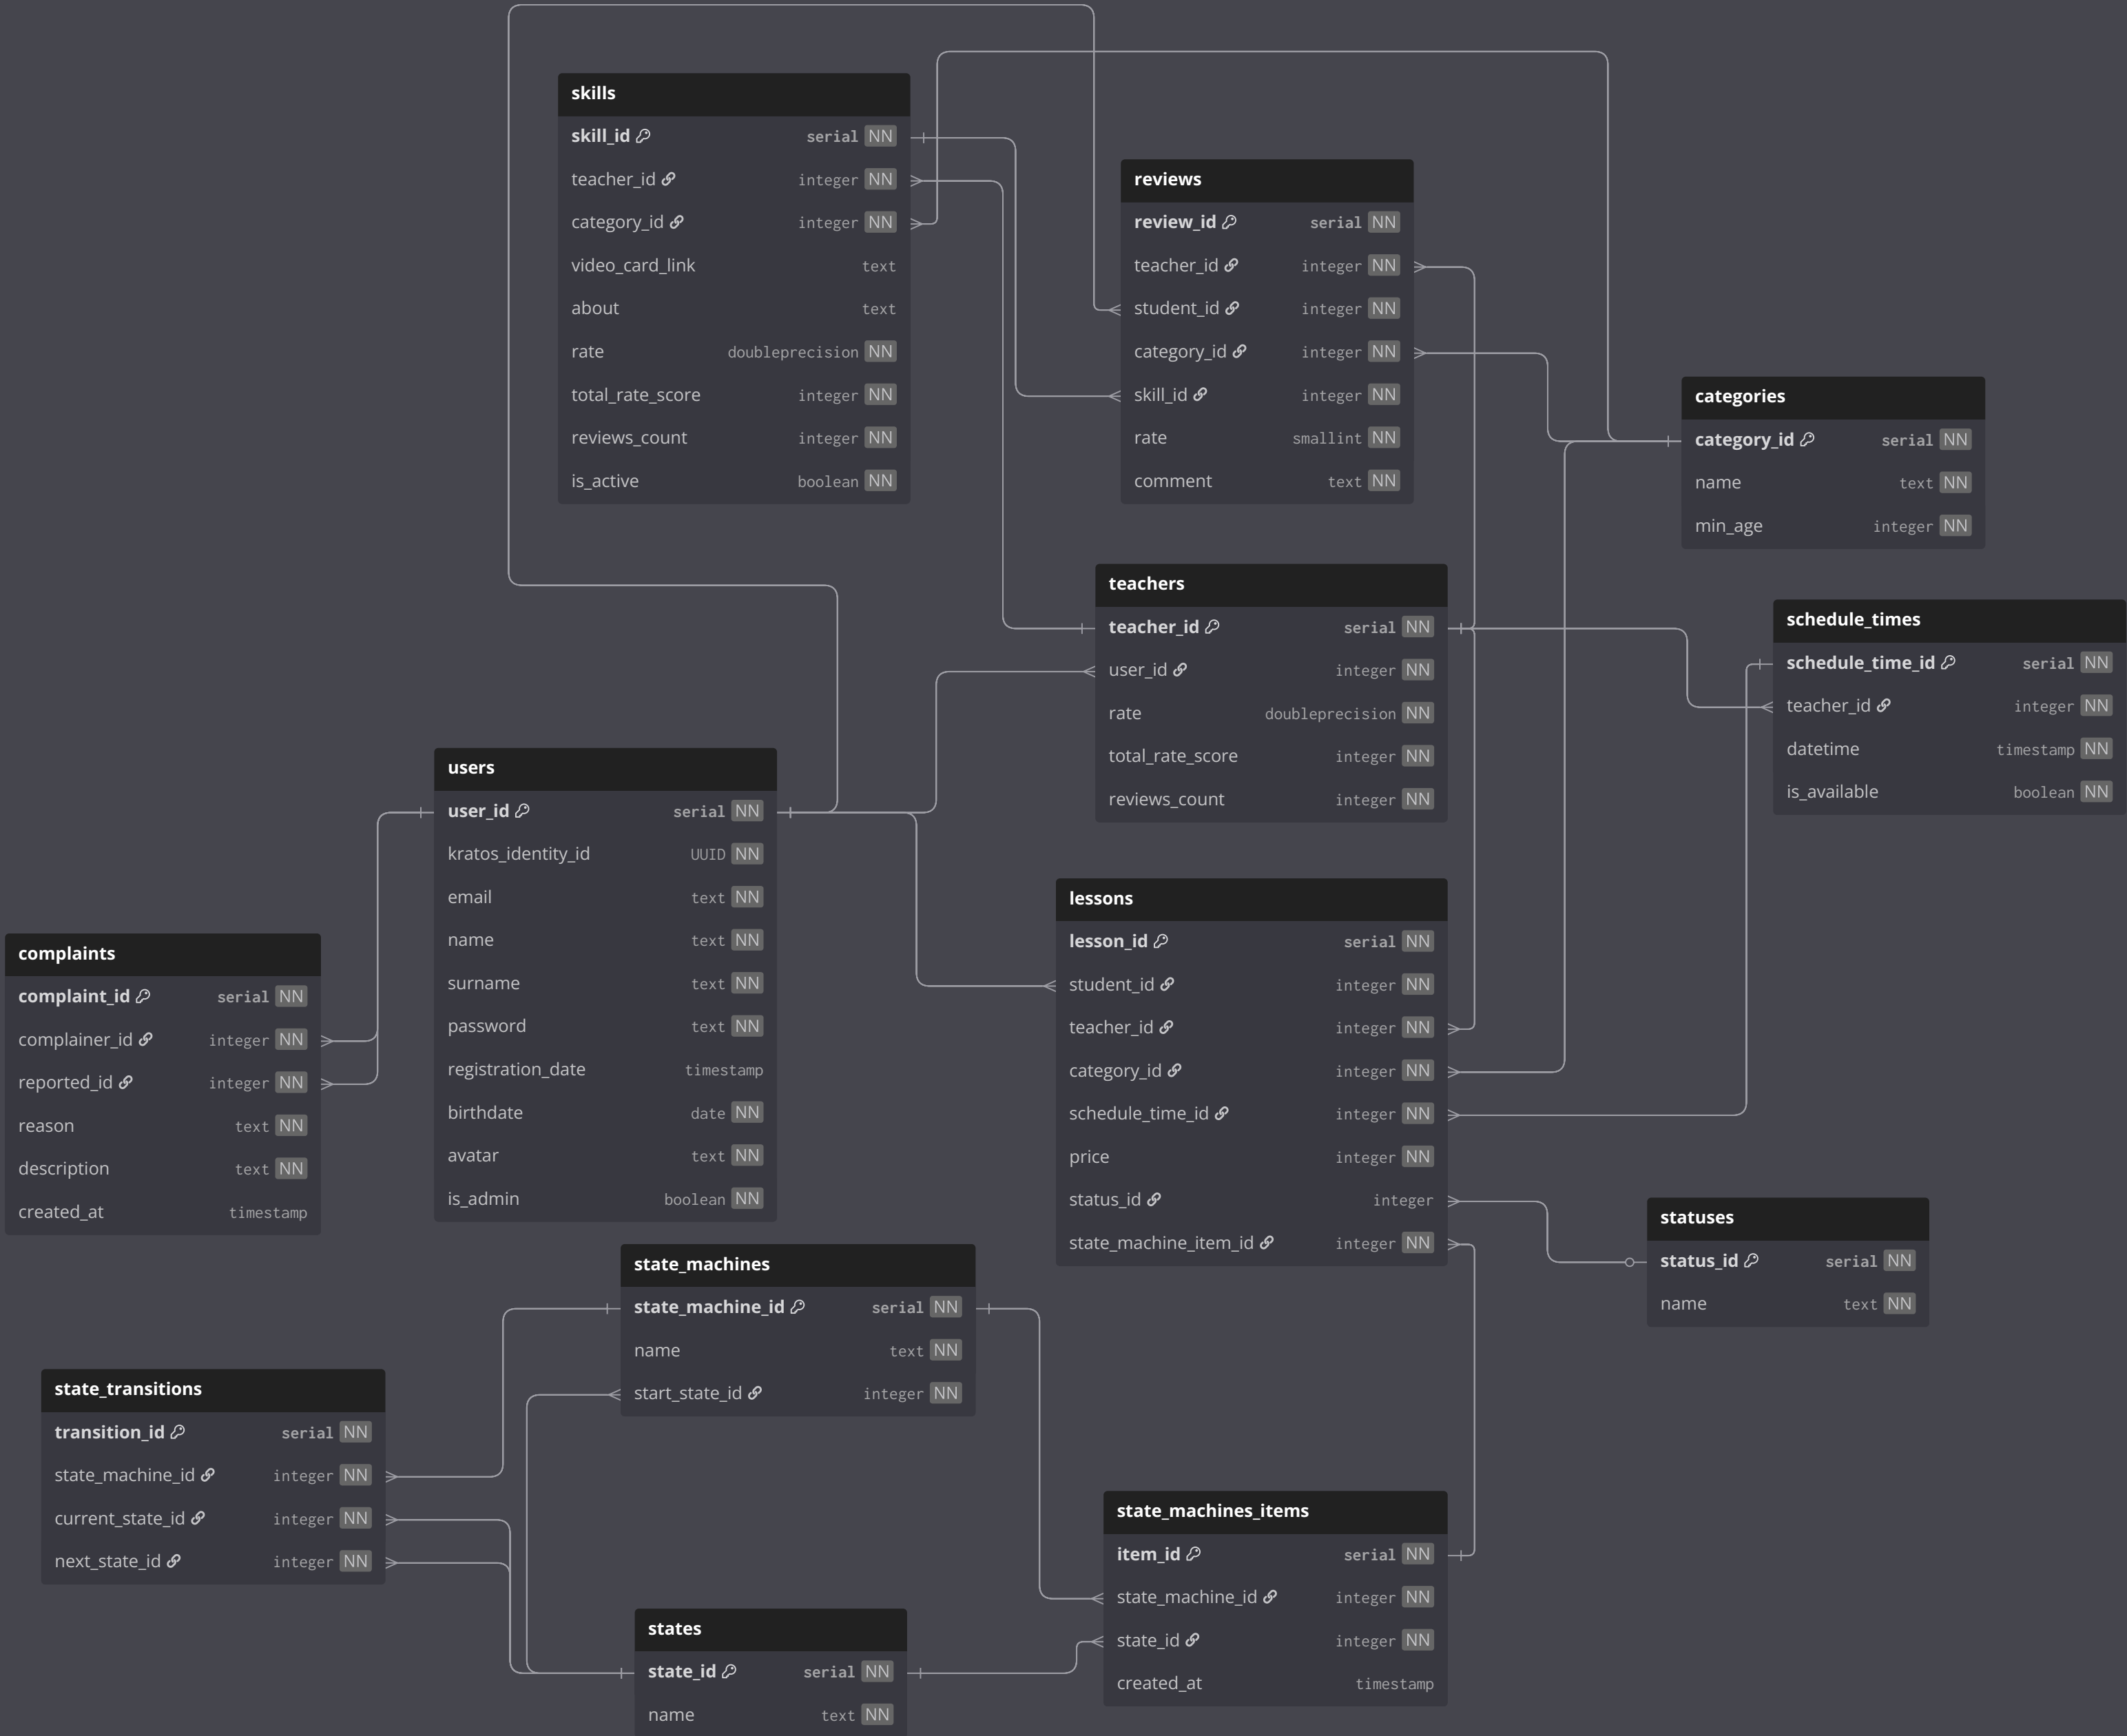 skills
skill_id serial NN
teacher_id integer NN
category_id integer NN
video_card_link text
about text
rate doubleprecision NN
total_rate_score integer NN
reviews_count integer NN
is_active boolean NN
reviews
review_id serial NN
teacher_id integer NN
student_id integer NN
category_id integer NN
skill_id integer NN
rate smallint NN
comment text NN
categories
category_id serial NN
name text NN
min_age integer NN
teachers
teacher_id serial NN
user_id integer NN
rate doubleprecision NN
total_rate_score integer NN
reviews_count integer NN
schedule_times
schedule_time_id serial NN
teacher_id integer NN
datetime timestamp NN
is_available boolean NN
users
user_id serial NN
kratos_identity_id UUID NN
email text NN
name text NN
surname text NN
password text NN
registration_date timestamp
birthdate date NN
avatar text NN
is_admin boolean NN
lessons
lesson_id serial NN
student_id integer NN
teacher_id integer NN
category_id integer NN
schedule_time_id integer NN
price integer NN
status_id integer
state_machine_item_id integer NN
complaints
complaint_id serial NN
complainer_id integer NN
reported_id integer NN
reason text NN
description text NN
created_at timestamp
statuses
status_id serial NN
name text NN
state_machines
state_machine_id serial NN
name text NN
start_state_id integer NN
state_transitions
transition_id serial NN
state_machine_id integer NN
current_state_id integer NN
next_state_id integer NN
state_machines_items
item_id serial NN
state_machine_id integer NN
state_id integer NN
created_at timestamp
states
state_id serial NN
name text NN